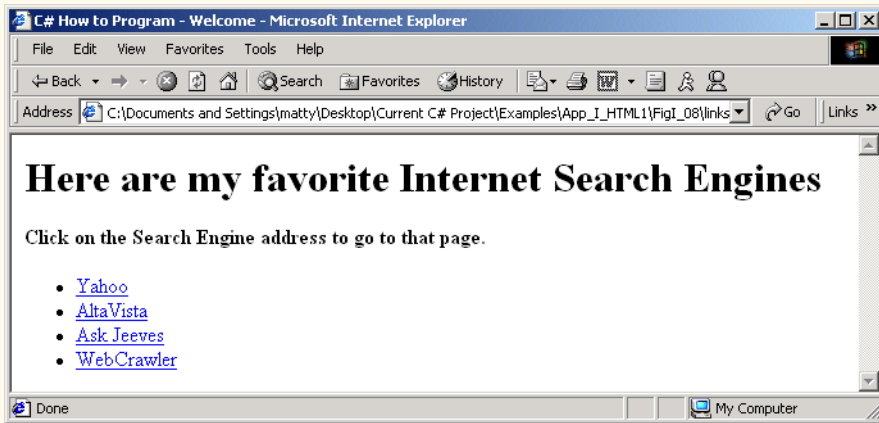 C# How to Program - Welcome - Microsoft Internet Explorer
File Edit View Favorites Tools Help
Back Search Favorites History W
Address C:\Documents and Settings\matty\Desktop\Current C# Project\Examples\App_I_HTML1\FigI_08\links Go Links »
Here are my favorite Internet Search Engines
Click on the Search Engine address to go to that page.
• Yahoo
• AltaVista
• Ask Jeeves
• WebCrawler
Done My Computer